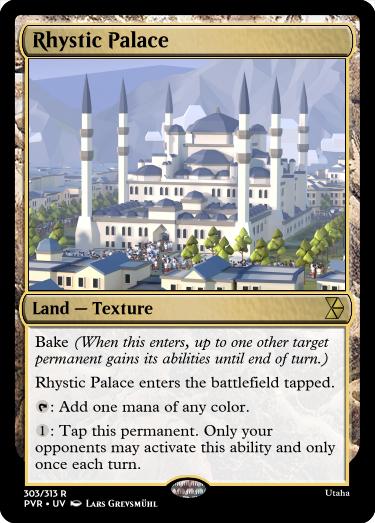 Rhystic Palace
Land — Texture
Bake (When this enters, up to one other target
permanent gains its abilities until end of turn.)
Rhystic Palace enters the battlefield tapped.
: Add one mana of any color.
1: Tap this permanent. Only your
opponents may activate this ability and only
once each turn.
303/313 R
Utaha
PVR • UV Lars Grevsmühl